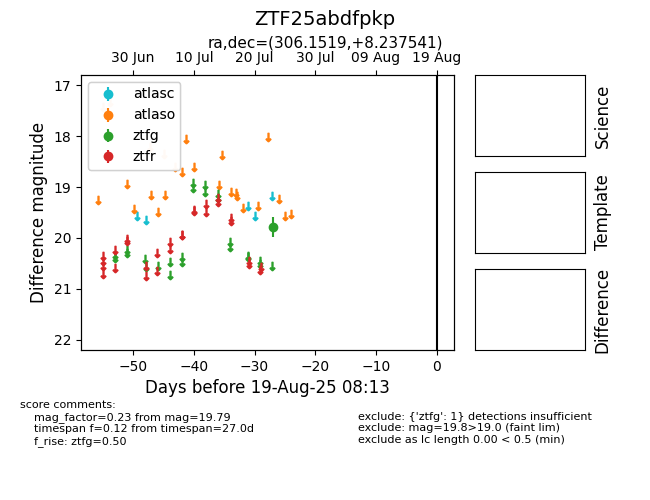 ZTF25abdfpkp
ra,dec=(306.1519,+8.237541)
30 Jun 10 Jul 20 Jul 30 Jul 09 Aug 19 Aug
atlasc
atlaso
ztfg
ztfr
17
18
19
20
21
22
Difference magnitude
−50 −40 −30 −20 −10 0
Days before 19-Aug-25 08:13
Science
Template
Difference
score comments:
mag_factor=0.23 from mag=19.79
timespan f=0.12 from timespan=27.0d
f_rise: ztfg=0.50
exclude: {'ztfg': 1} detections insufficient
exclude: mag=19.8>19.0 (faint lim)
exclude as lc length 0.00 < 0.5 (min)